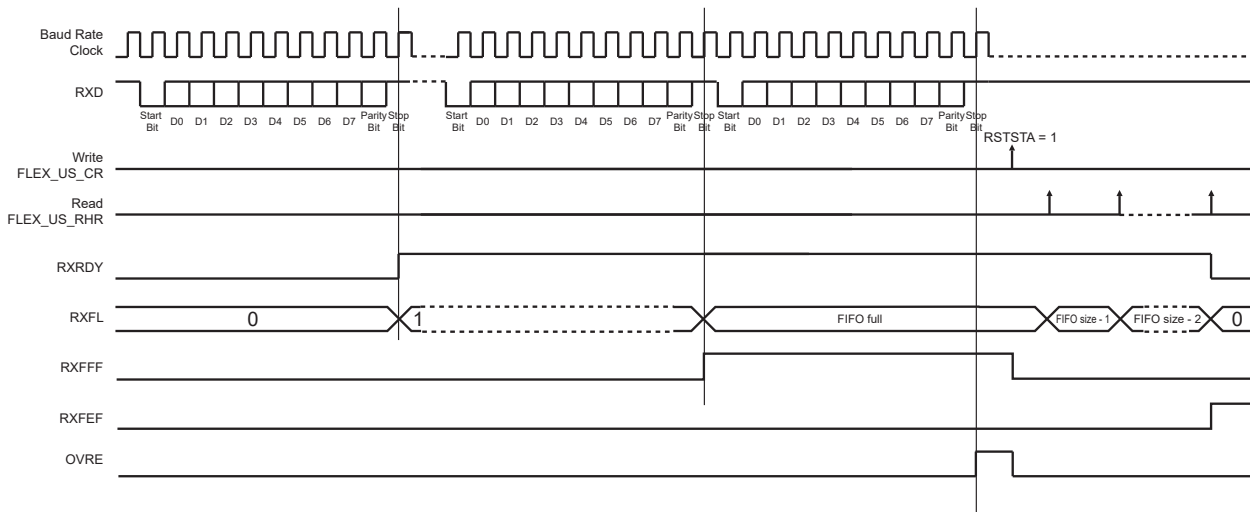 Baud Rate
Clock
RXD
Start
Bit
D0 D1 D2 D3 D4 D5 D6 D7
Parity
Bit
Stop
Bit
Start
Bit
D0 D1 D2 D3 D4 D5 D6 D7
Parity
Bit
Stop
Bit
Start
Bit
D0 D1 D2 D3 D4 D5 D6 D7
Parity
Bit
Stop
Bit
RSTSTA = 1
Write
FLEX_US_CR
Read
FLEX_US_RHR
RXRDY
RXFL 0 1 FIFO full FIFO size - 1 FIFO size - 2 0
RXFFF
RXFEF
OVRE